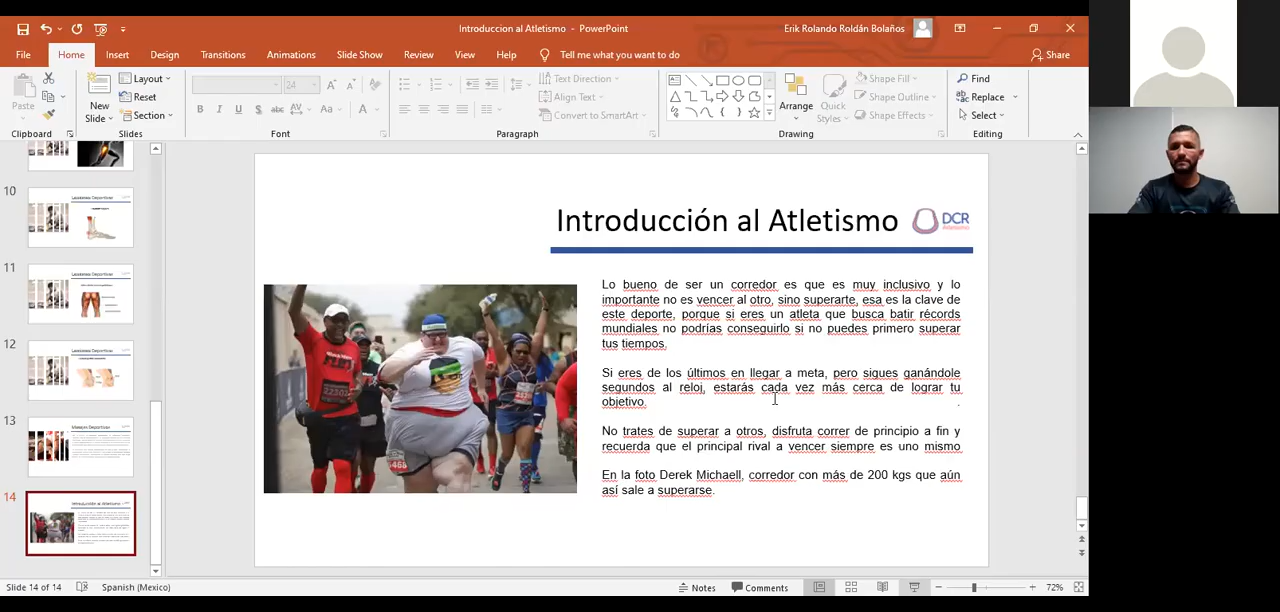 Introduccion al Atletismo - PowerPoint
Erik Rolando Roldán Bolaños
File Home Insert Design Transitions Animations Slide Show Review View Help Tell me what you want to do
Share
Paste
New Slide
Layout
Reset
Section
24
B I U S abc AV Aa A
Text Direction
Align Text
Convert to SmartArt
Arrange
Quick Styles
Shape Fill
Shape Outline
Shape Effects
Find
Replace
Select
Clipboard Slides Font Paragraph Drawing Editing
10
11
12
13
14
Introducción al Atletismo
DCR
Atletismo
Lo bueno de ser un corredor es que es muy inclusivo y lo
importante no es vencer al otro, sino superarte, esa es la clave de
este deporte, porque si eres un atleta que busca batir récords
mundiales no podrías conseguirlo si no puedes primero superar
tus tiempos.
Si eres de los últimos en llegar a meta, pero sigues ganándole
segundos al reloj, estarás cada vez más cerca de lograr tu
objetivo. .
No trates de superar a otros, disfruta correr de principio a fin y
recuerda que el principal rival a vencer siempre es uno mismo
En la foto Derek Michaell, corredor con más de 200 kgs que aún
así sale a superarse.
Slide 14 of 14
Spanish (Mexico)
Notes
Comments
72%